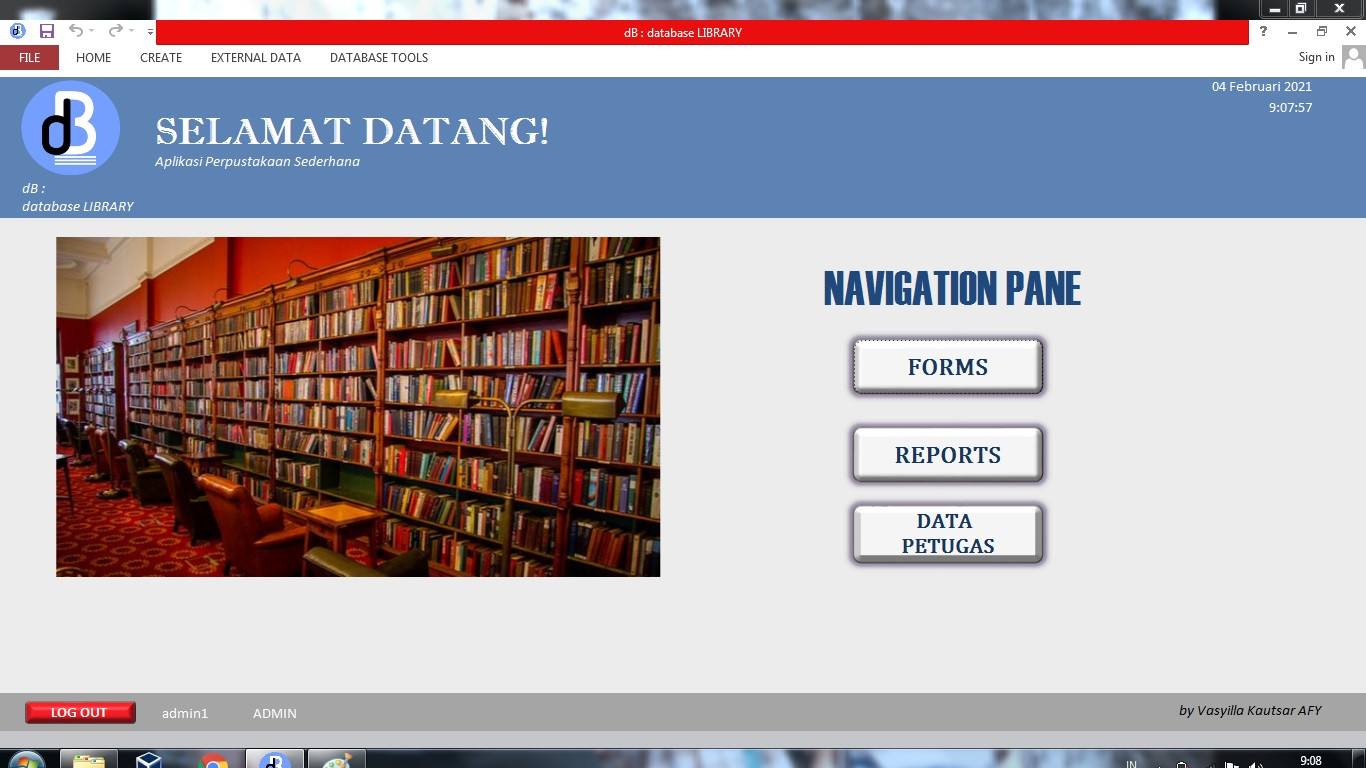 dB : database LIBRARY
?
FILE HOME CREATE EXTERNAL DATA DATABASE TOOLS Sign in
04 Februari 2021
9:07:57
dB
SELAMAT DATANG!
Aplikasi Perpustakaan Sederhana
dB :
database LIBRARY
NAVIGATION PANE
FORMS
REPORTS
DATA
PETUGAS
LOG OUT admin1 ADMIN by Vasyilla Kautsar AFY
IN 9:08